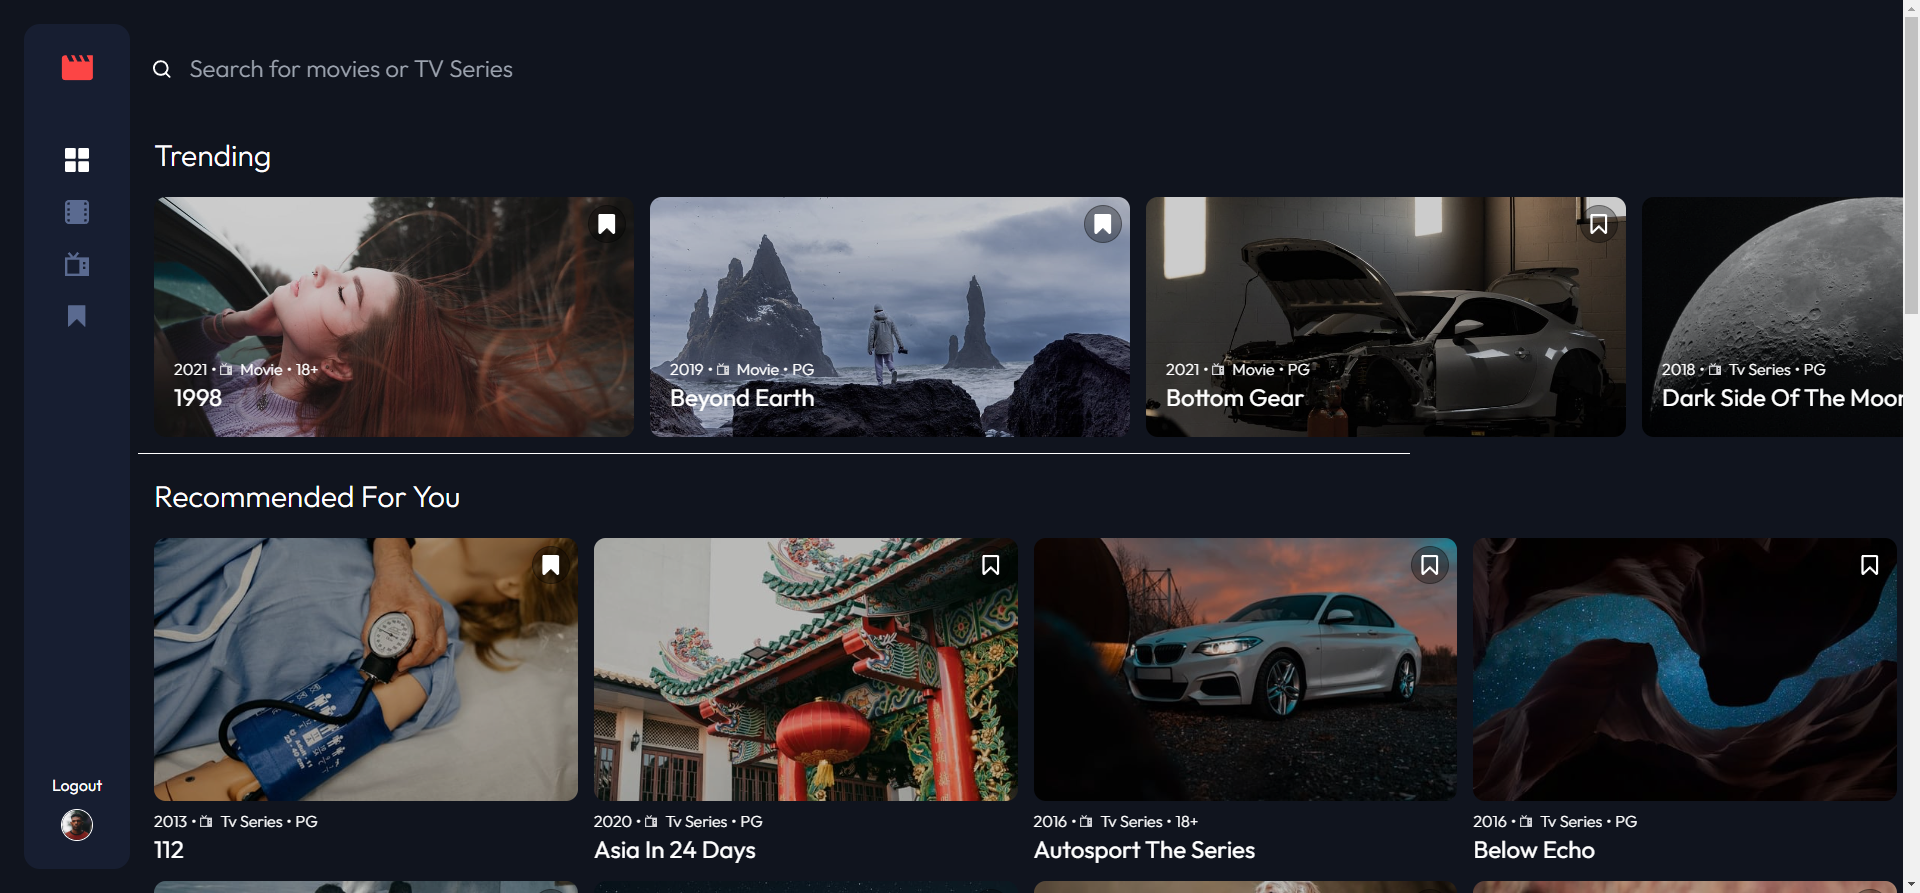 Search for movies or TV Series
Trending
2021 • Movie • 18+
1998
2019 • Movie • PG
Beyond Earth
2021 • Movie • PG
Bottom Gear
2018 • Tv Series • PG
Dark Side Of The Moon
Recommended For You
2013 • Tv Series • PG
112
2020 • Tv Series • PG
Asia In 24 Days
2016 • Tv Series • 18+
Autosport The Series
2016 • Tv Series • PG
Below Echo
Logout